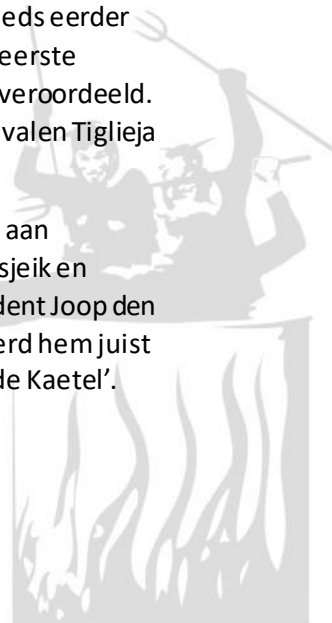 eds eerder
eerste
veroordeeld.
valen Tiglieja
aan
sjeik en
dent Joop den
erd hem juist
de Kaetel’.